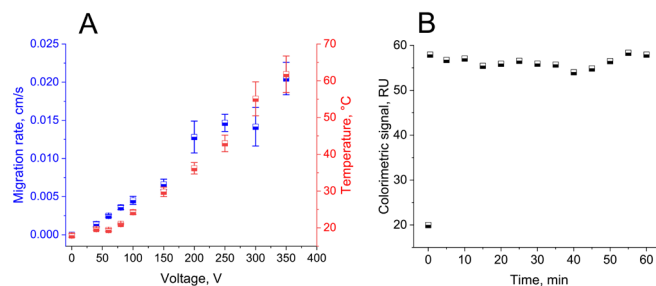 A
Migration rate, cm/s
0.025
0.020
0.015
0.010
0.005
0.000
0 50 100 150 200 250 300 350 400
Voltage, V
70
60
50
40
30
20
Temperature, °C
B
Colorimetric signal, RU
60
50
40
30
20
0 10 20 30 40 50 60
Time, min